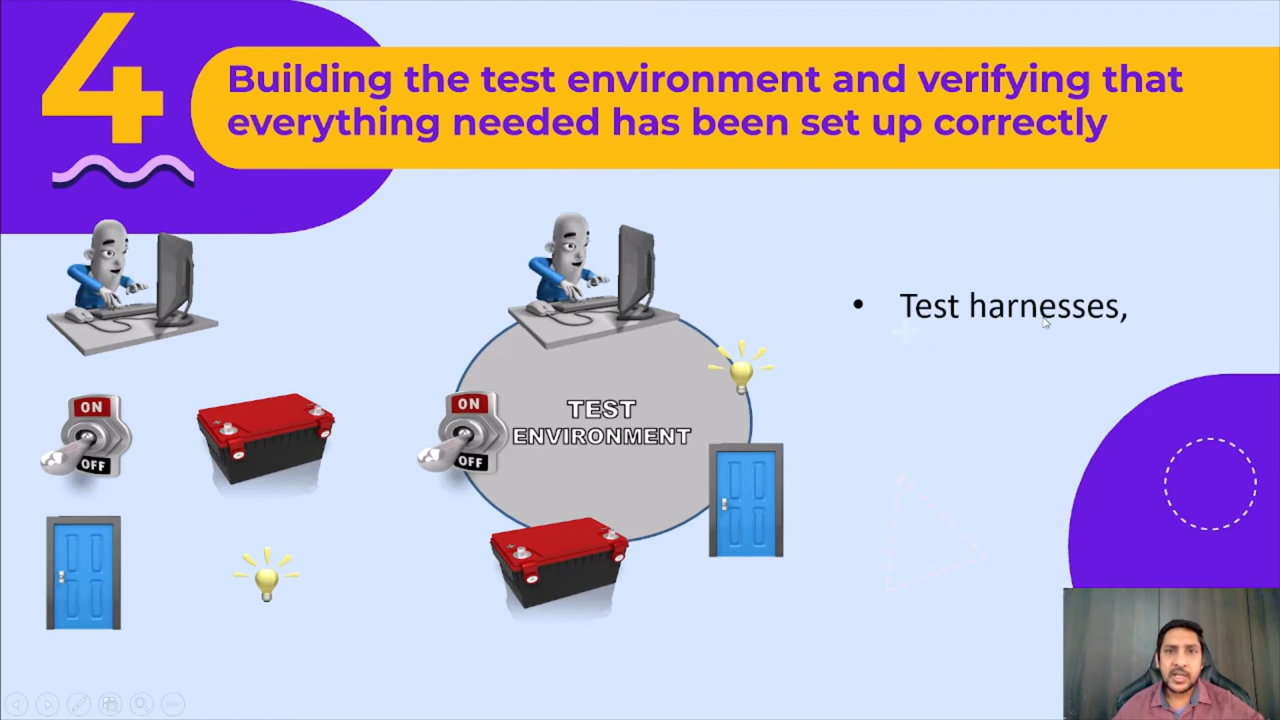 4
Building the test environment and verifying that
everything needed has been set up correctly
• Test harnesses,
ON
OFF
ON
OFF
TEST
ENVIRONMENT